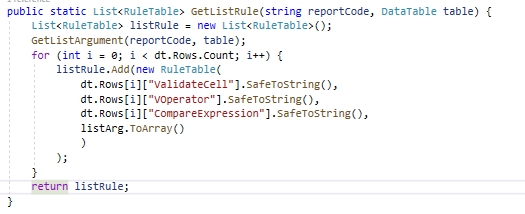 public static List<RuleTable> GetListRule(string reportCode, DataTable table) {
List<RuleTable> listRule = new List<RuleTable>();
GetListArgument(reportCode, table);
for (int i = 0; i < dt.Rows.Count; i++) {
listRule.Add(new RuleTable(
dt.Rows[i]["ValidateCell"].SafeToString(),
dt.Rows[i]["VOperator"].SafeToString(),
dt.Rows[i]["CompareExpression"].SafeToString(),
listArg.ToArray()
)
);
}
return listRule;
}